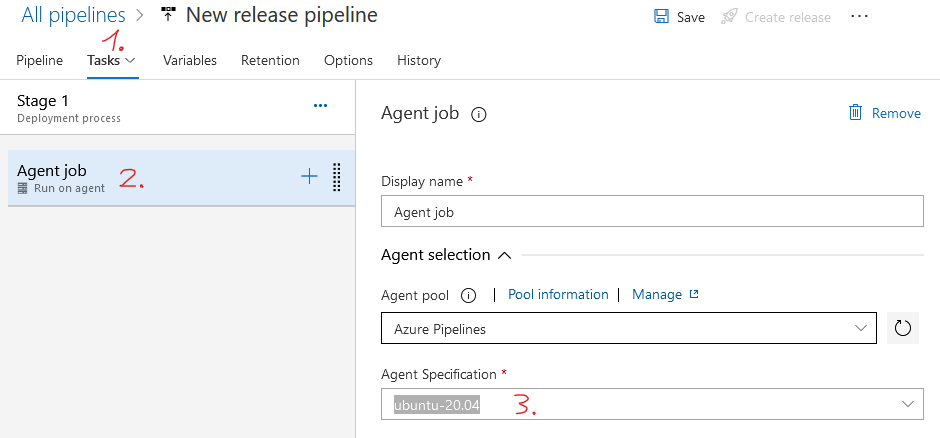 All pipelines > New release pipeline
Save Create release ...
1.
Pipeline Tasks Variables Retention Options History
Stage 1
Deployment process
...
Agent job
Run on agent
2.
+
Agent job
Remove
Display name *
Agent job
Agent selection
Agent pool | Pool information | Manage
Azure Pipelines
Agent Specification *
ubuntu-20.04
3.